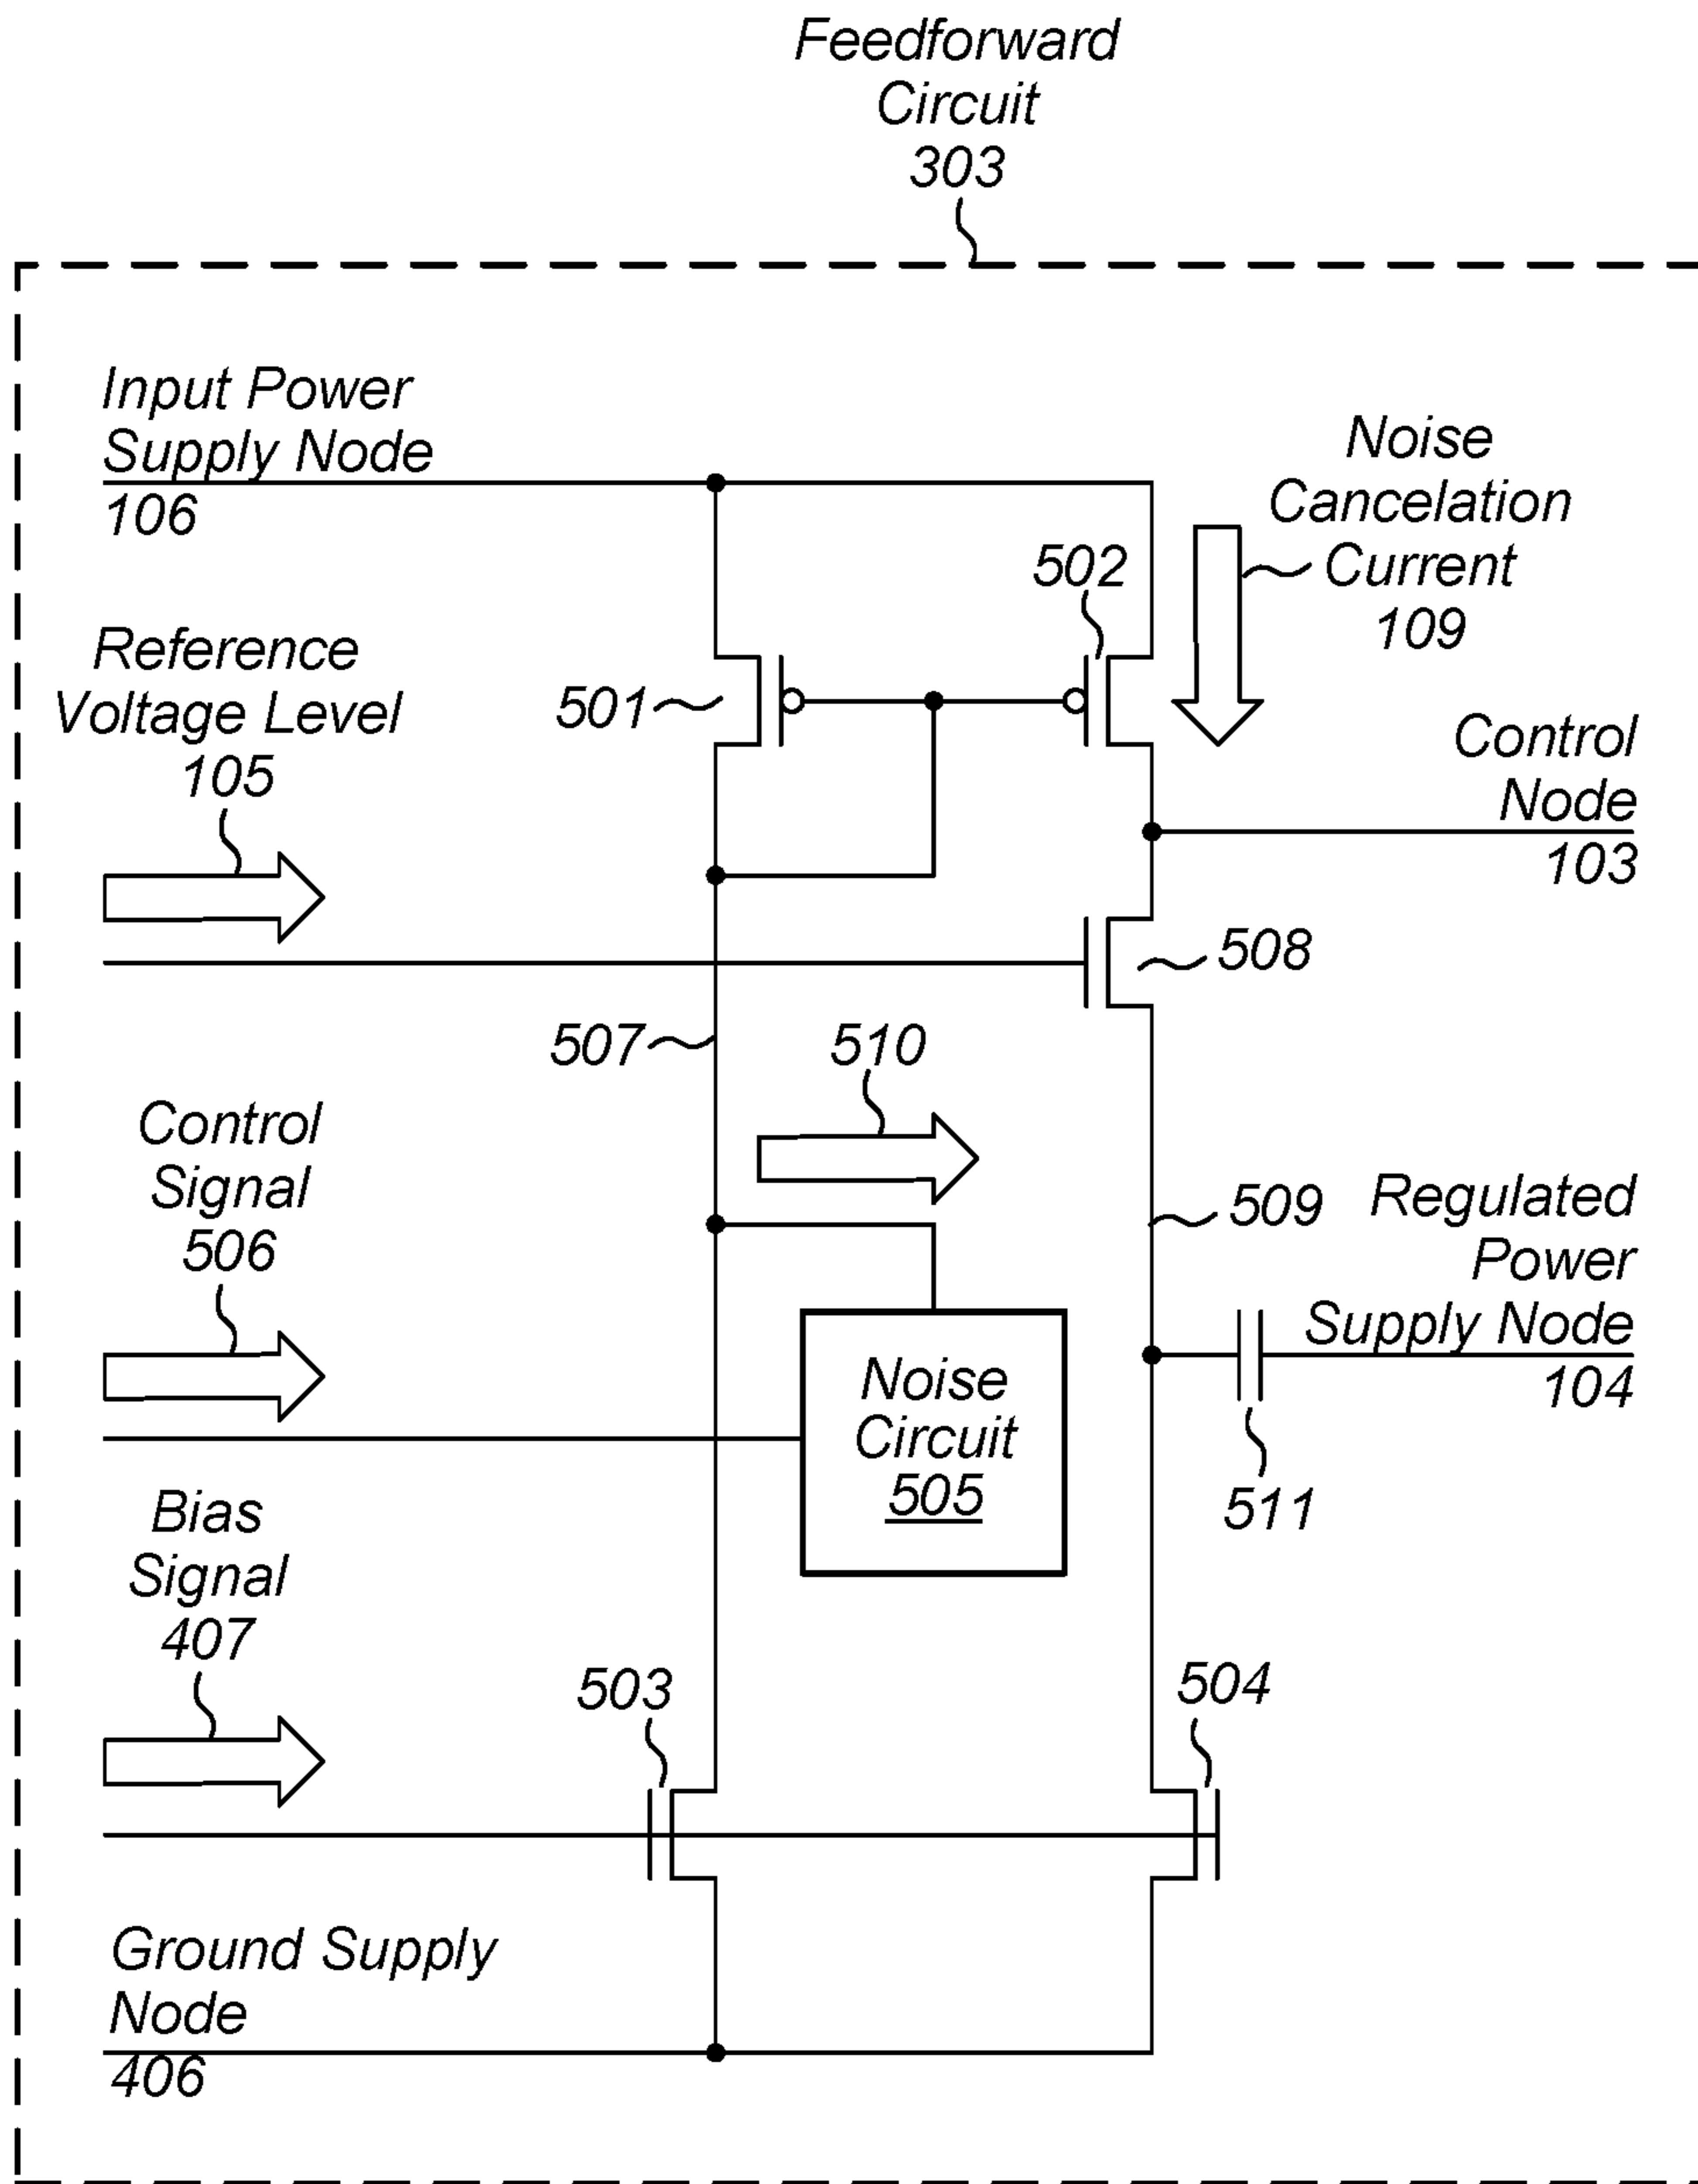 Feedforward
Circuit
303
Input Power
Supply Node
106
Noise
Cancelation
Current
109
502
Reference
Voltage Level
105
501
Control
Node
103
508
507
510
Control
Signal
506
509
Regulated
Power
Supply Node
104
Noise
Circuit
505
511
Bias
Signal
407
503
504
Ground Supply
Node
406